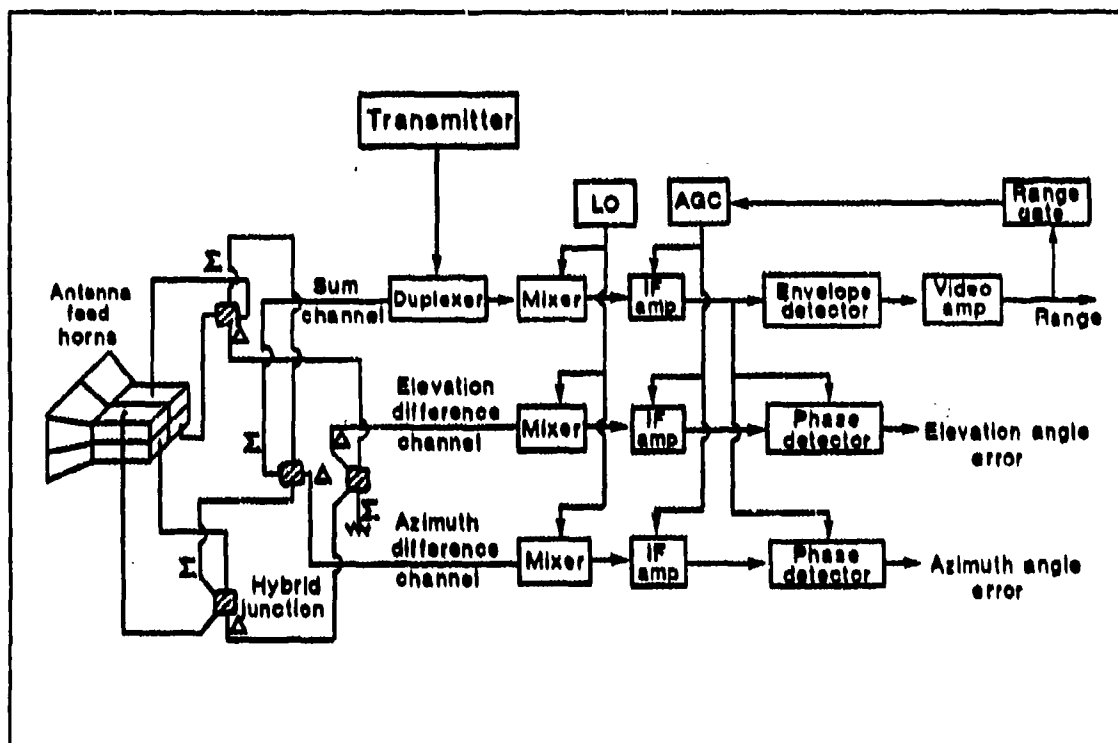 Transmitter
LO
AGC
Range
gate
Σ
Sum
channel
Duplexer
Mixer
IF
amp
Envelope
detector
Video
amp
Range
Antenna
feed
horns
Δ
Elevation
difference
channel
Mixer
IF
amp
Phase
detector
Elevation angle
error
Σ
Δ
Δ
Σ
Azimuth
difference
channel
Mixer
IF
amp
Phase
detector
Azimuth angle
error
Σ
Hybrid
junction
Δ